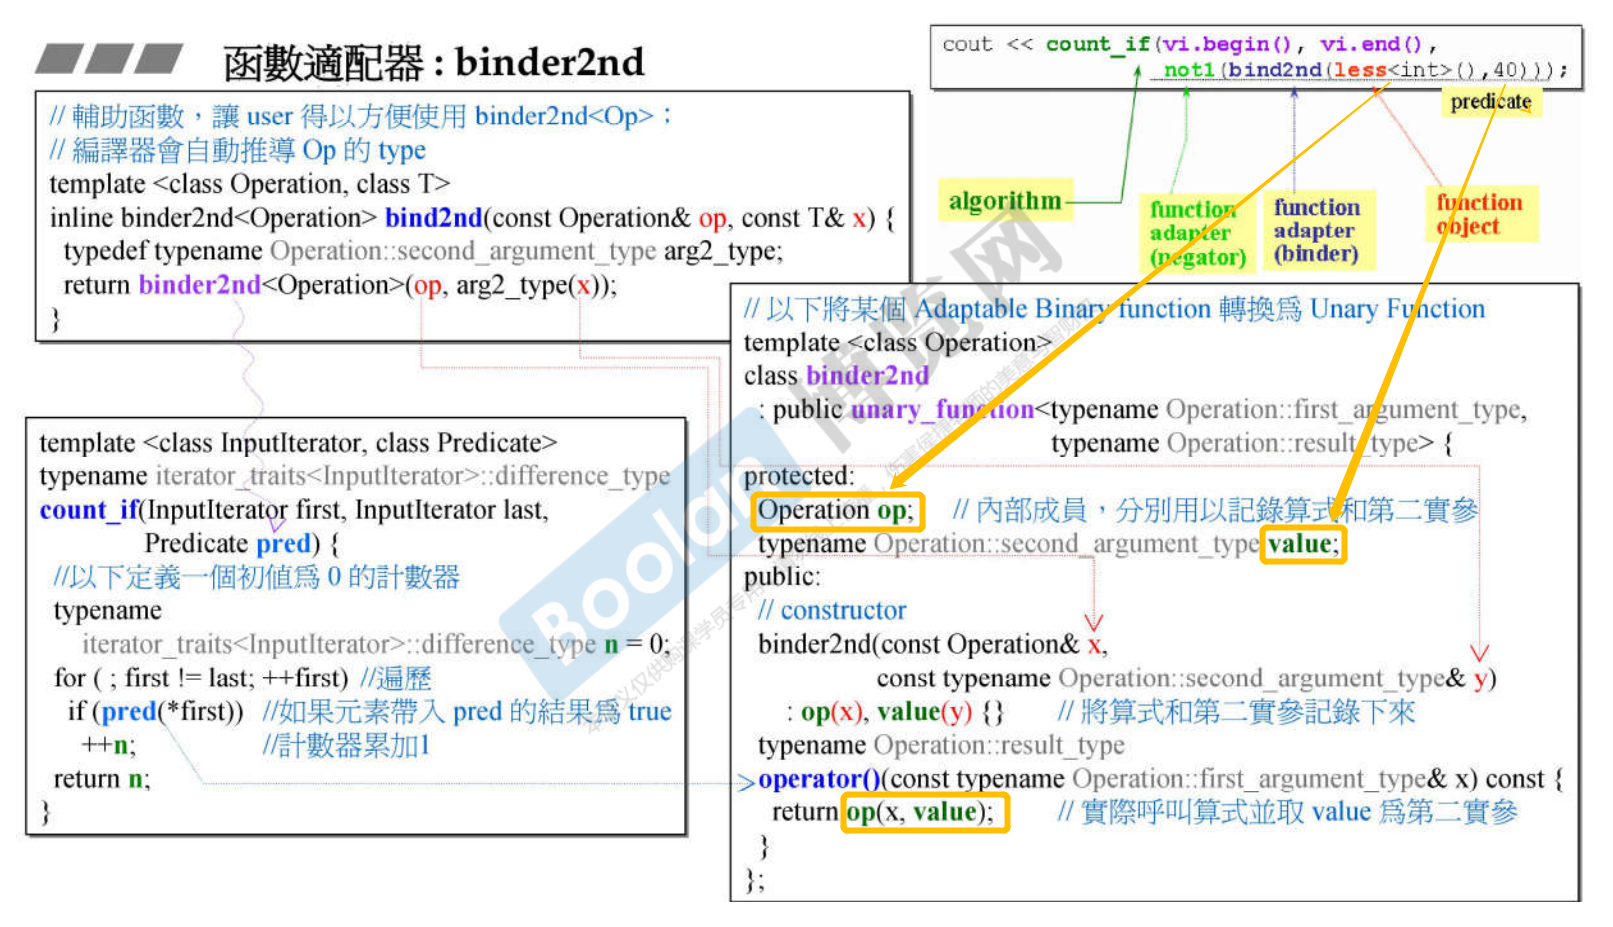 函數適配器 : binder2nd
cout << count_if(vi.begin(), vi.end(),
not1(bind2nd(less<int>(),40)));
predicate
algorithm
function
adapter
(negator)
function
adapter
(binder)
function
object
// 輔助函數，讓 user 得以方便使用 binder2nd<Op>；
// 編譯器會自動推導 Op 的 type
template <class Operation, class T>
inline binder2nd<Operation> bind2nd(const Operation& op, const T& x) {
typedef typename Operation::second_argument_type arg2_type;
return binder2nd<Operation>(op, arg2_type(x));
}
template <class InputIterator, class Predicate>
typename iterator_traits<InputIterator>::difference_type
count_if(InputIterator first, InputIterator last,
Predicate pred) {
//以下定義一個初值為 0 的計數器
typename
iterator_traits<InputIterator>::difference_type n = 0;
for ( ; first != last; ++first) //遍歷
if (pred(*first)) //如果元素帶入 pred 的結果為 true
++n; //計數器累加1
return n;
}
// 以下將某個 Adaptable Binary function 轉換為 Unary Function
template <class Operation>
class binder2nd
: public unary_function<typename Operation::first_argument_type,
typename Operation::result_type> {
protected:
Operation op; // 內部成員，分別用以記錄算式和第二實參
typename Operation::second_argument_type value;
public:
// constructor
binder2nd(const Operation& x,
const typename Operation::second_argument_type& y)
: op(x), value(y) {} // 將算式和第二實參記錄下來
typename Operation::result_type
operator()(const typename Operation::first_argument_type& x) const {
return op(x, value); // 實際呼叫算式並取 value 為第二實參
}
};
Boolan
博览网